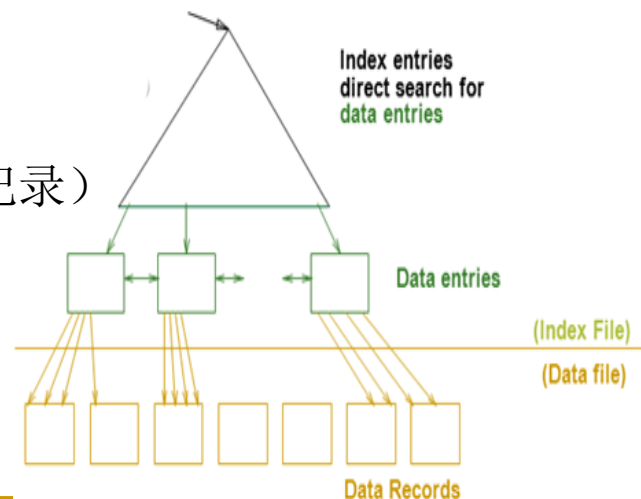 )
Index entries
direct search for
data entries
记录）
Data entries
(Index File)
(Data file)
Data Records